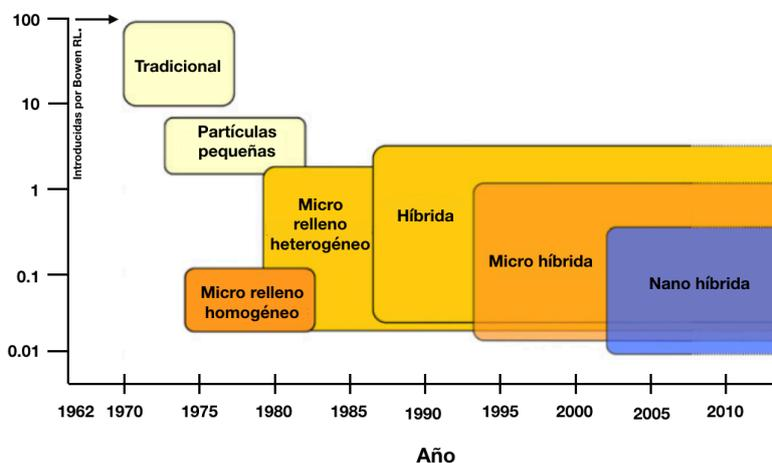 100
10
1
0.1
0.01
Introducidas por Bowen RL.
Tradicional
Partículas
pequeñas
Micro
relleno
heterogéneo
Híbrida
Micro híbrida
Nano híbrida
Micro relleno
homogéneo
1962 1970 1975 1980 1985 1990 1995 2000 2005 2010
Año